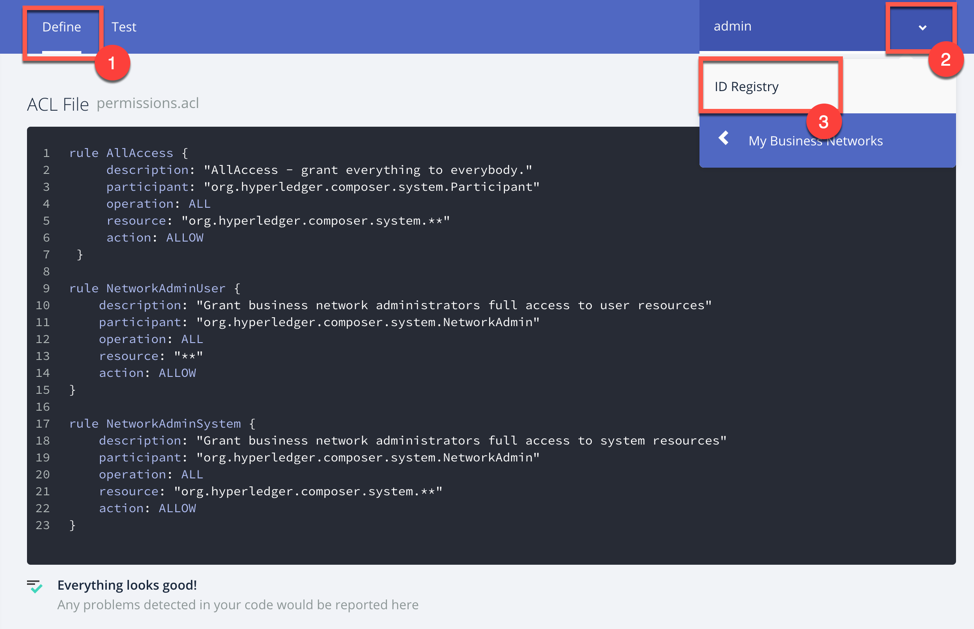 Define
Test
admin
1
2
ID Registry
3
My Business Networks
ACL File permissions.acl
1 rule AllAccess {
2 description: "AllAccess - grant everything to everybody."
3 participant: "org.hyperledger.composer.system.Participant"
4 operation: ALL
5 resource: "org.hyperledger.composer.system.**"
6 action: ALLOW
7 }
8
9 rule NetworkAdminUser {
10 description: "Grant business network administrators full access to user resources"
11 participant: "org.hyperledger.composer.system.NetworkAdmin"
12 operation: ALL
13 resource: "**"
14 action: ALLOW
15 }
16
17 rule NetworkAdminSystem {
18 description: "Grant business network administrators full access to system resources"
19 participant: "org.hyperledger.composer.system.NetworkAdmin"
20 operation: ALL
21 resource: "org.hyperledger.composer.system.**"
22 action: ALLOW
23 }
Everything looks good!
Any problems detected in your code would be reported here